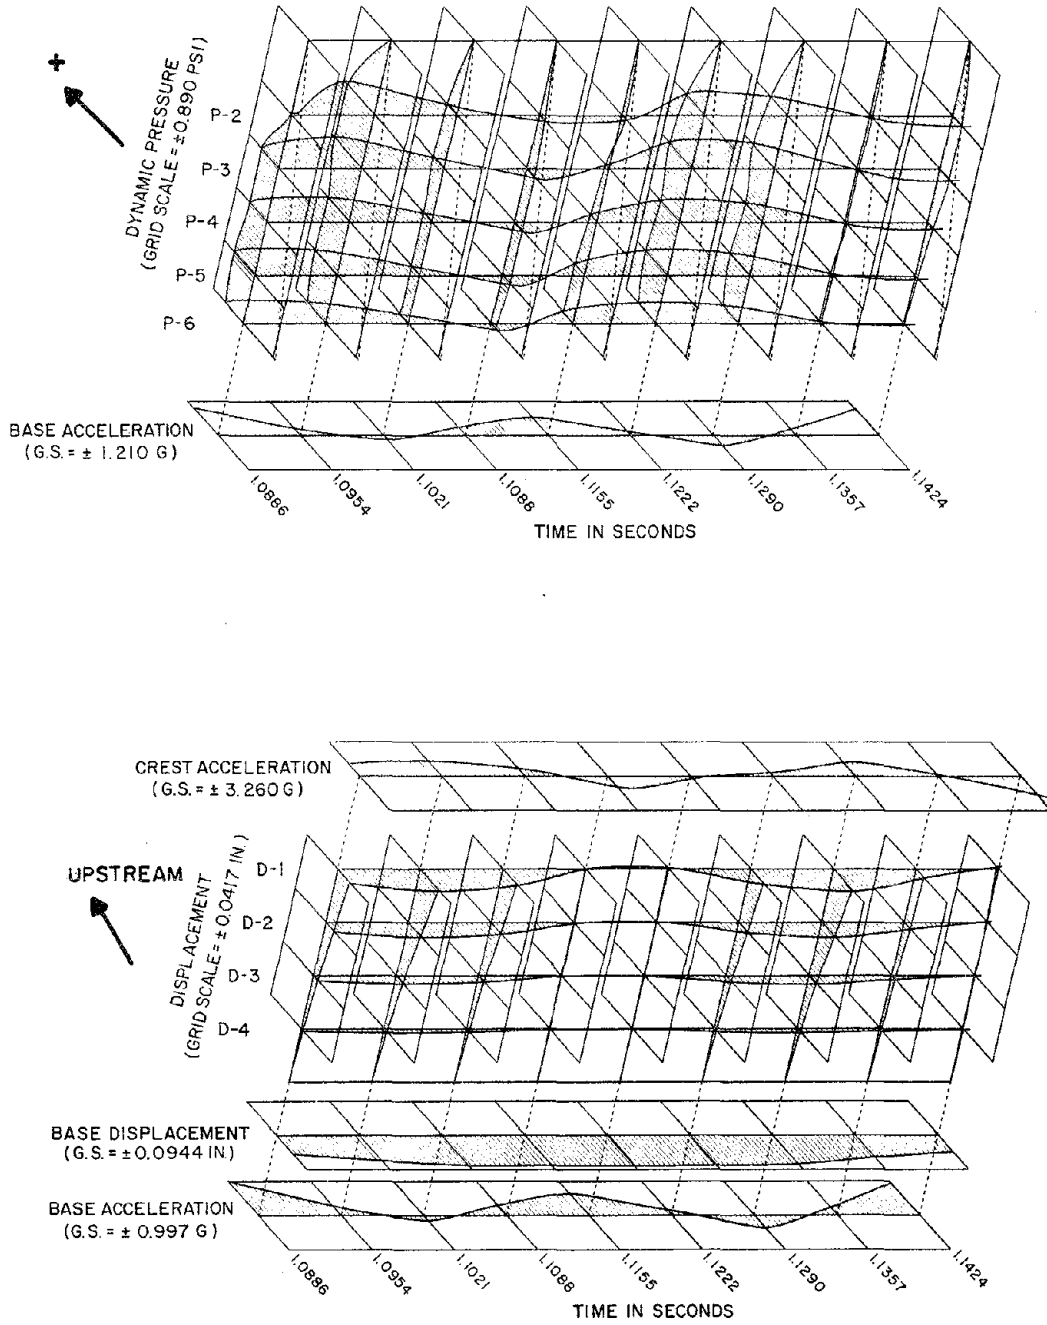 +
DYNAMIC PRESSURE
(GRID SCALE = ±0.890 PSI)
P-2
P-3
P-4
P-5
P-6
BASE ACCELERATION
(G.S. = ± 1.210 G)
1.0886
1.0954
1.1021
1.1088
1.1155
1.1222
1.1290
1.1357
1.1424
TIME IN SECONDS
CREST ACCELERATION
(G.S. = ± 3.260 G)
UPSTREAM
DISPLACEMENT
(GRID SCALE = ±0.0417 IN.)
D-1
D-2
D-3
D-4
BASE DISPLACEMENT
(G.S. = ±0.0944 IN.)
BASE ACCELERATION
(G.S. = ± 0.997 G)
1.0886
1.0954
1.1021
1.1088
1.1155
1.1222
1.1290
1.1357
1.1424
TIME IN SECONDS